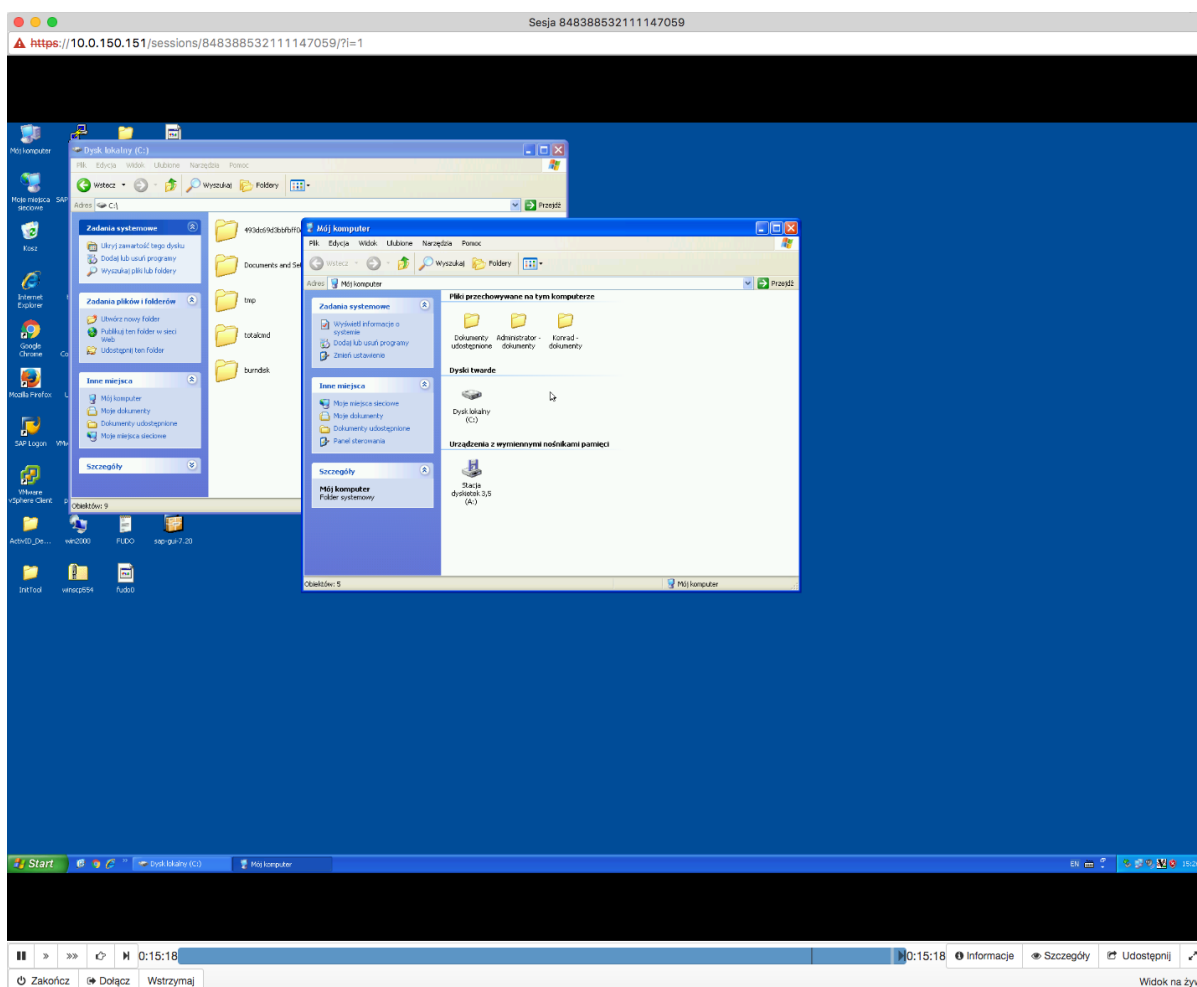 Sesja 848388532111147059
https://10.0.150.151/sessions/848388532111147059/?i=1
Mój komputer
Moje miejsca
sieciowe
SAP
Kosz
Internet
Explorer
Google
Chrome
Co
Mozilla Firefox
SAP Logon
VMware
vSphere Client
ActivID_De...
win2000
FUDO
sap-gui-7.20
InitTool
winscp554
fudo0
Dysk lokalny (C:)
Plik Edycja Widok Ulubione Narzędzia Pomoc
Wstecz
Wyszukaj
Foldery
Adres
C:\
Przejdź
Zadania systemowe
Ukryj zawartość tego dysku
Dodaj lub usuń programy
Wyszukaj pliki lub foldery
Zadania plików i folderów
Utwórz nowy folder
Publikuj ten folder w sieci
Web
Udostępnij ten folder
Inne miejsca
Mój komputer
Moje dokumenty
Dokumenty udostępnione
Moje miejsca sieciowe
Szczegóły
Documents and Set
tmp
totalcmd
burndsk
Obiektów: 9
Mój komputer
Plik Edycja Widok Ulubione Narzędzia Pomoc
Wstecz
Wyszukaj
Foldery
Adres
Mój komputer
Przejdź
Zadania systemowe
Wyświetl informacje o
systemie
Dodaj lub usuń programy
Zmień ustawienie
Inne miejsca
Moje miejsca sieciowe
Moje dokumenty
Dokumenty udostępnione
Panel sterowania
Szczegóły
Mój komputer
Folder systemowy
Pliki przechowywane na tym komputerze
Dokumenty
udostępnione
Administrator -
dokumenty
Konrad -
dokumenty
Dyski twarde
Dysk lokalny
(C:)
Urządzenia z wymiennymi nośnikami pamięci
Stacja
dyskietek 3,5
(A:)
Obiektów: 5
Mój komputer
Start
Dysk lokalny (C:)
Mój komputer
EN
0:15:18
0:15:18
Informacje
Szczegóły
Udostępnij
Zakończ
Dołącz
Wstrzymaj
Widok na żyw